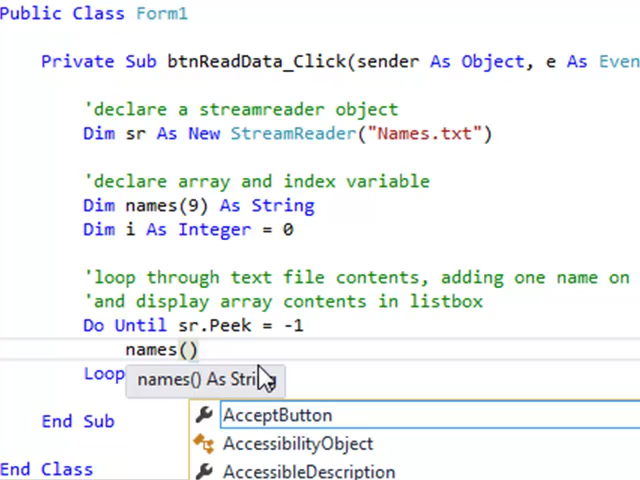 Public Class Form1
Private Sub btnReadData_Click(sender As Object, e As Even
'declare a streamreader object
Dim sr As New StreamReader("Names.txt")
'declare array and index variable
Dim names(9) As String
Dim i As Integer = 0
'loop through text file contents, adding one name on
'and display array contents in listbox
Do Until sr.Peek = -1
names()
Loop
names() As String
AcceptButton
End Sub
AccessibilityObject
End Class
AccessibleDescription